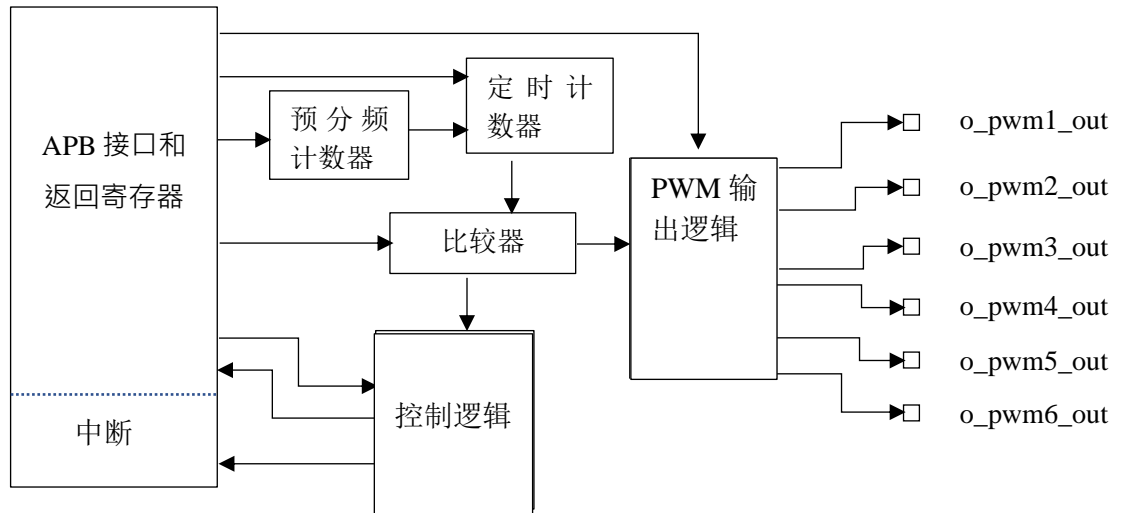 APB 接口和
返回寄存器
中断
预分频
计数器
定时计
数器
比较器
控制逻辑
PWM 输
出逻辑
o_pwm1_out
o_pwm2_out
o_pwm3_out
o_pwm4_out
o_pwm5_out
o_pwm6_out